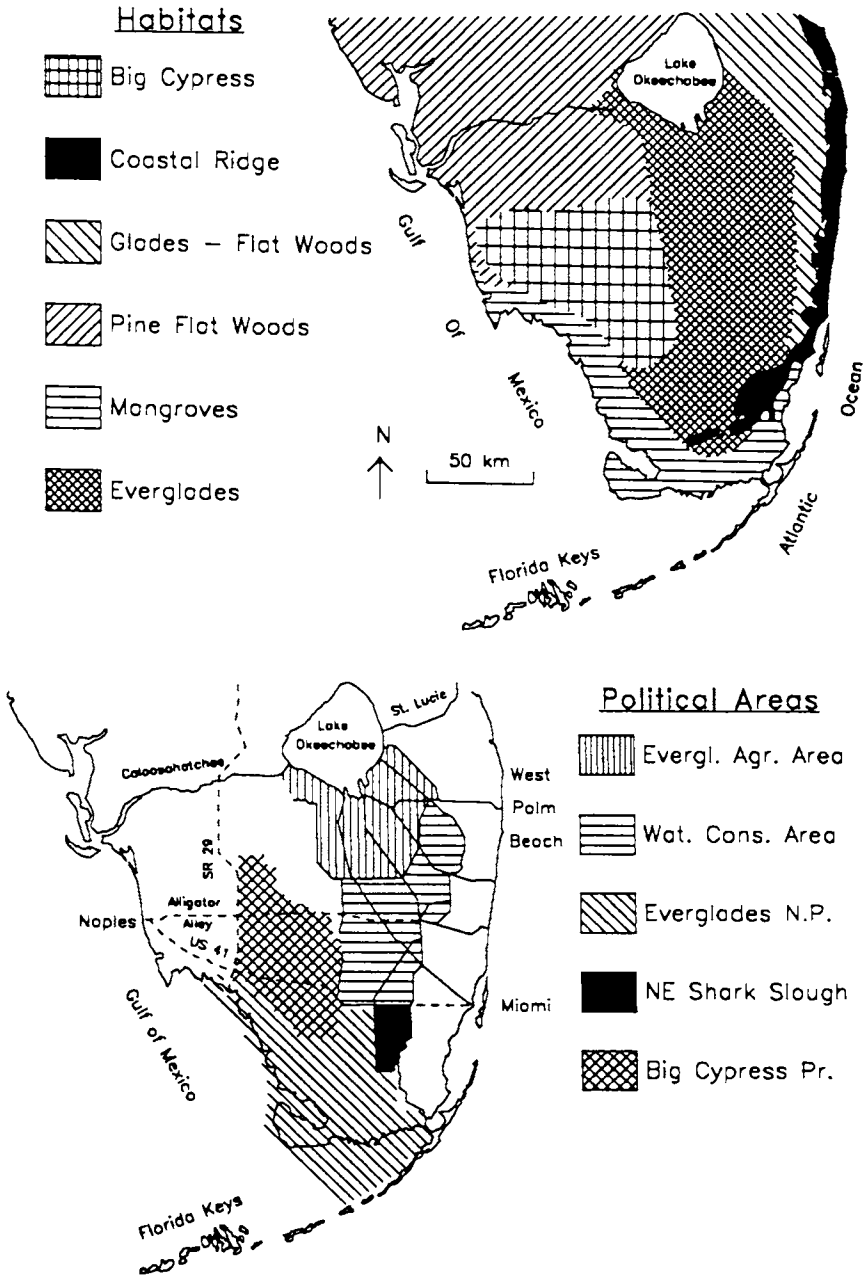 Habitats
Big Cypress
Coastal Ridge
Glades - Flat Woods
Pine Flat Woods
Mangroves
Everglades
Lake
Okeechobee
Gulf
Of
Mexico
N
50 km
Ocean
Atlantic
Florida Keys
Political Areas
Evergl. Agr. Area
Wat. Cons. Area
Everglades N.P.
NE Shark Slough
Big Cypress Pr.
Lake
Okeechobee
St. Lucie
Caloosahatchee
West
Palm
Beach
SR 29
Alligator
Alley
Naples
US 41
Miami
Gulf of Mexico
Florida Keys